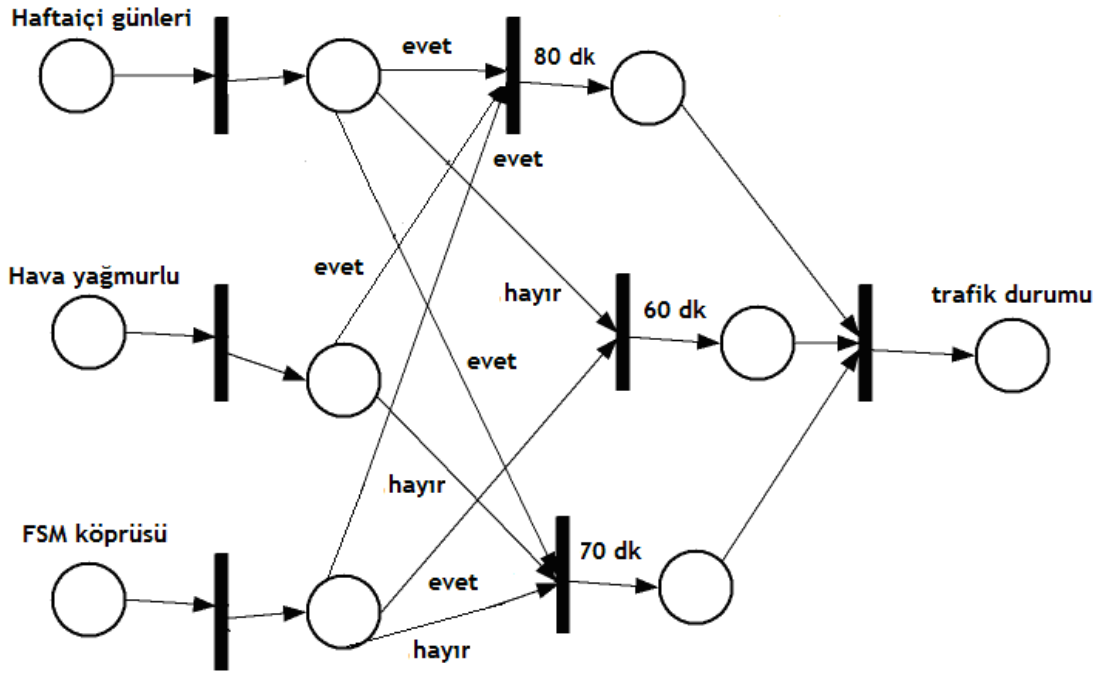 Haftaiçi günleri
evet
80 dk
evet
Hava yağmurlu
evet
hayır
60 dk
trafik durumu
evet
hayır
FSM köprüsü
evet
70 dk
hayır